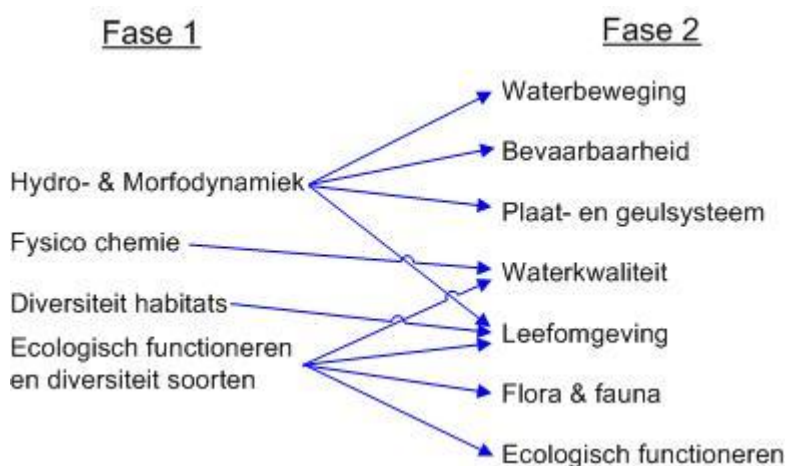 Fase 1
Hydro- & Morfodynamiek
Fysico chemie
Diversiteit habitats
Ecologisch functioneren
en diversiteit soorten
Fase 2
Waterbeweging
Bevaarbaarheid
Plaat- en geulsysteem
Waterkwaliteit
Leefomgeving
Flora & fauna
Ecologisch functioneren